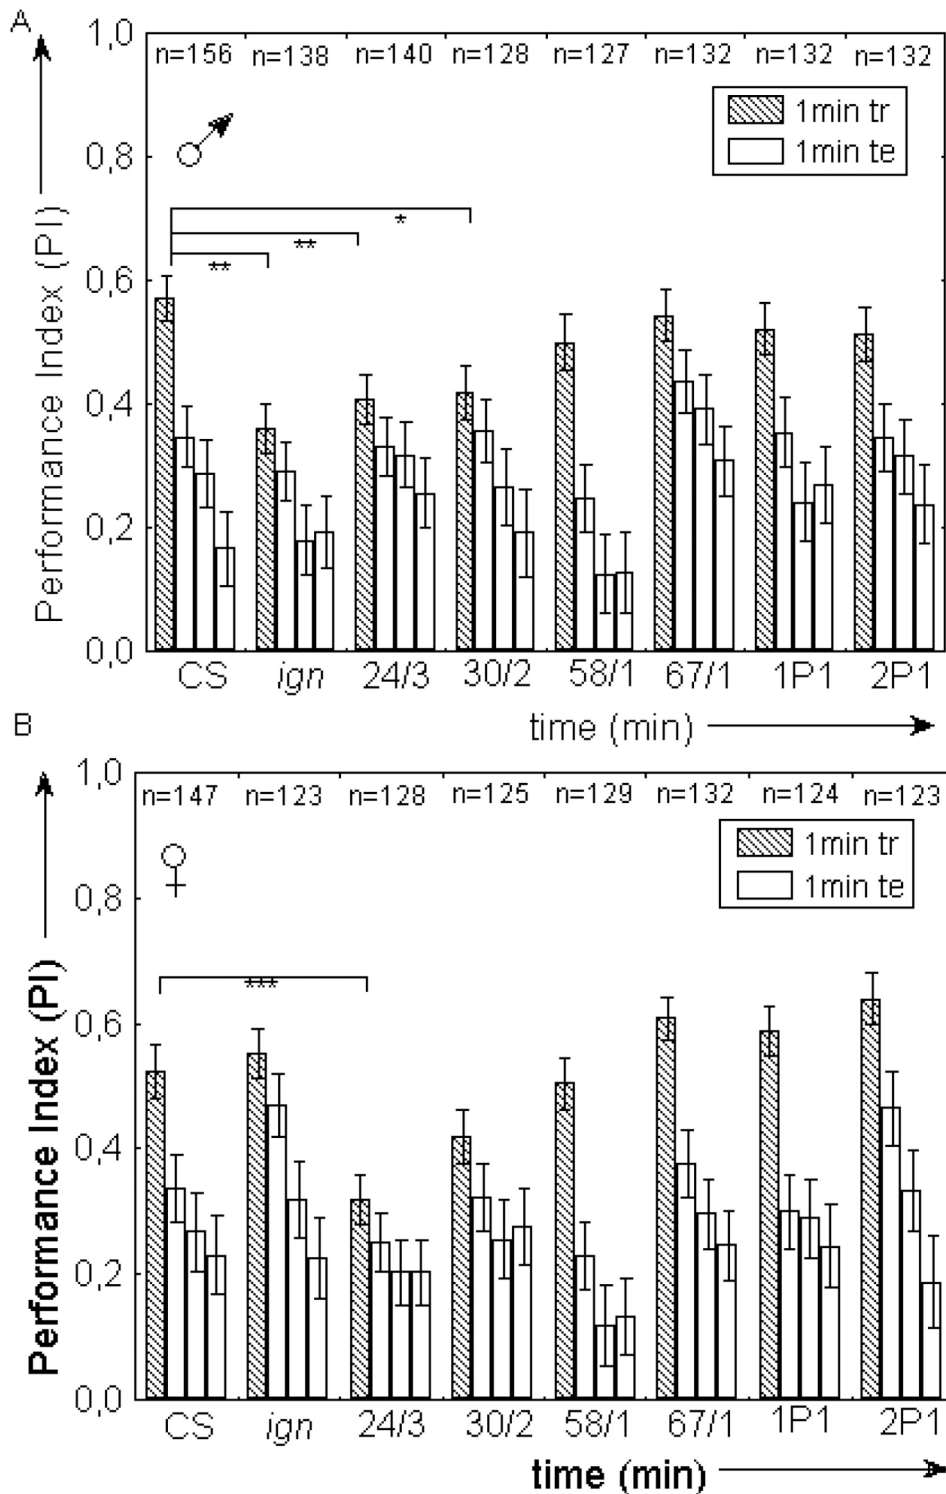 A
1,0
n=156 n=138 n=140 n=128 n=127 n=132 n=132 n=132
1min tr
1min te
0,8
*
**
**
0,6
0,4
0,2
0,0
Performance Index (PI)
CS ign 24/3 30/2 58/1 67/1 1P1 2P1
time (min)
B
1,0
n=147 n=123 n=128 n=125 n=129 n=132 n=124 n=123
1min tr
1min te
0,8
***
0,6
0,4
0,2
0,0
Performance Index (PI)
CS ign 24/3 30/2 58/1 67/1 1P1 2P1
time (min)